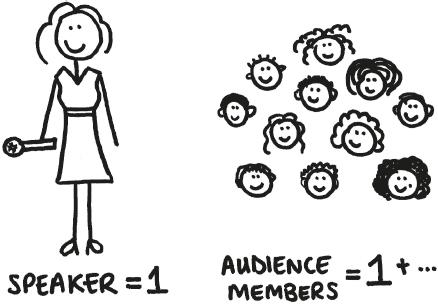 SPEAKER = 1
AUDIENCE MEMBERS = 1 + ...